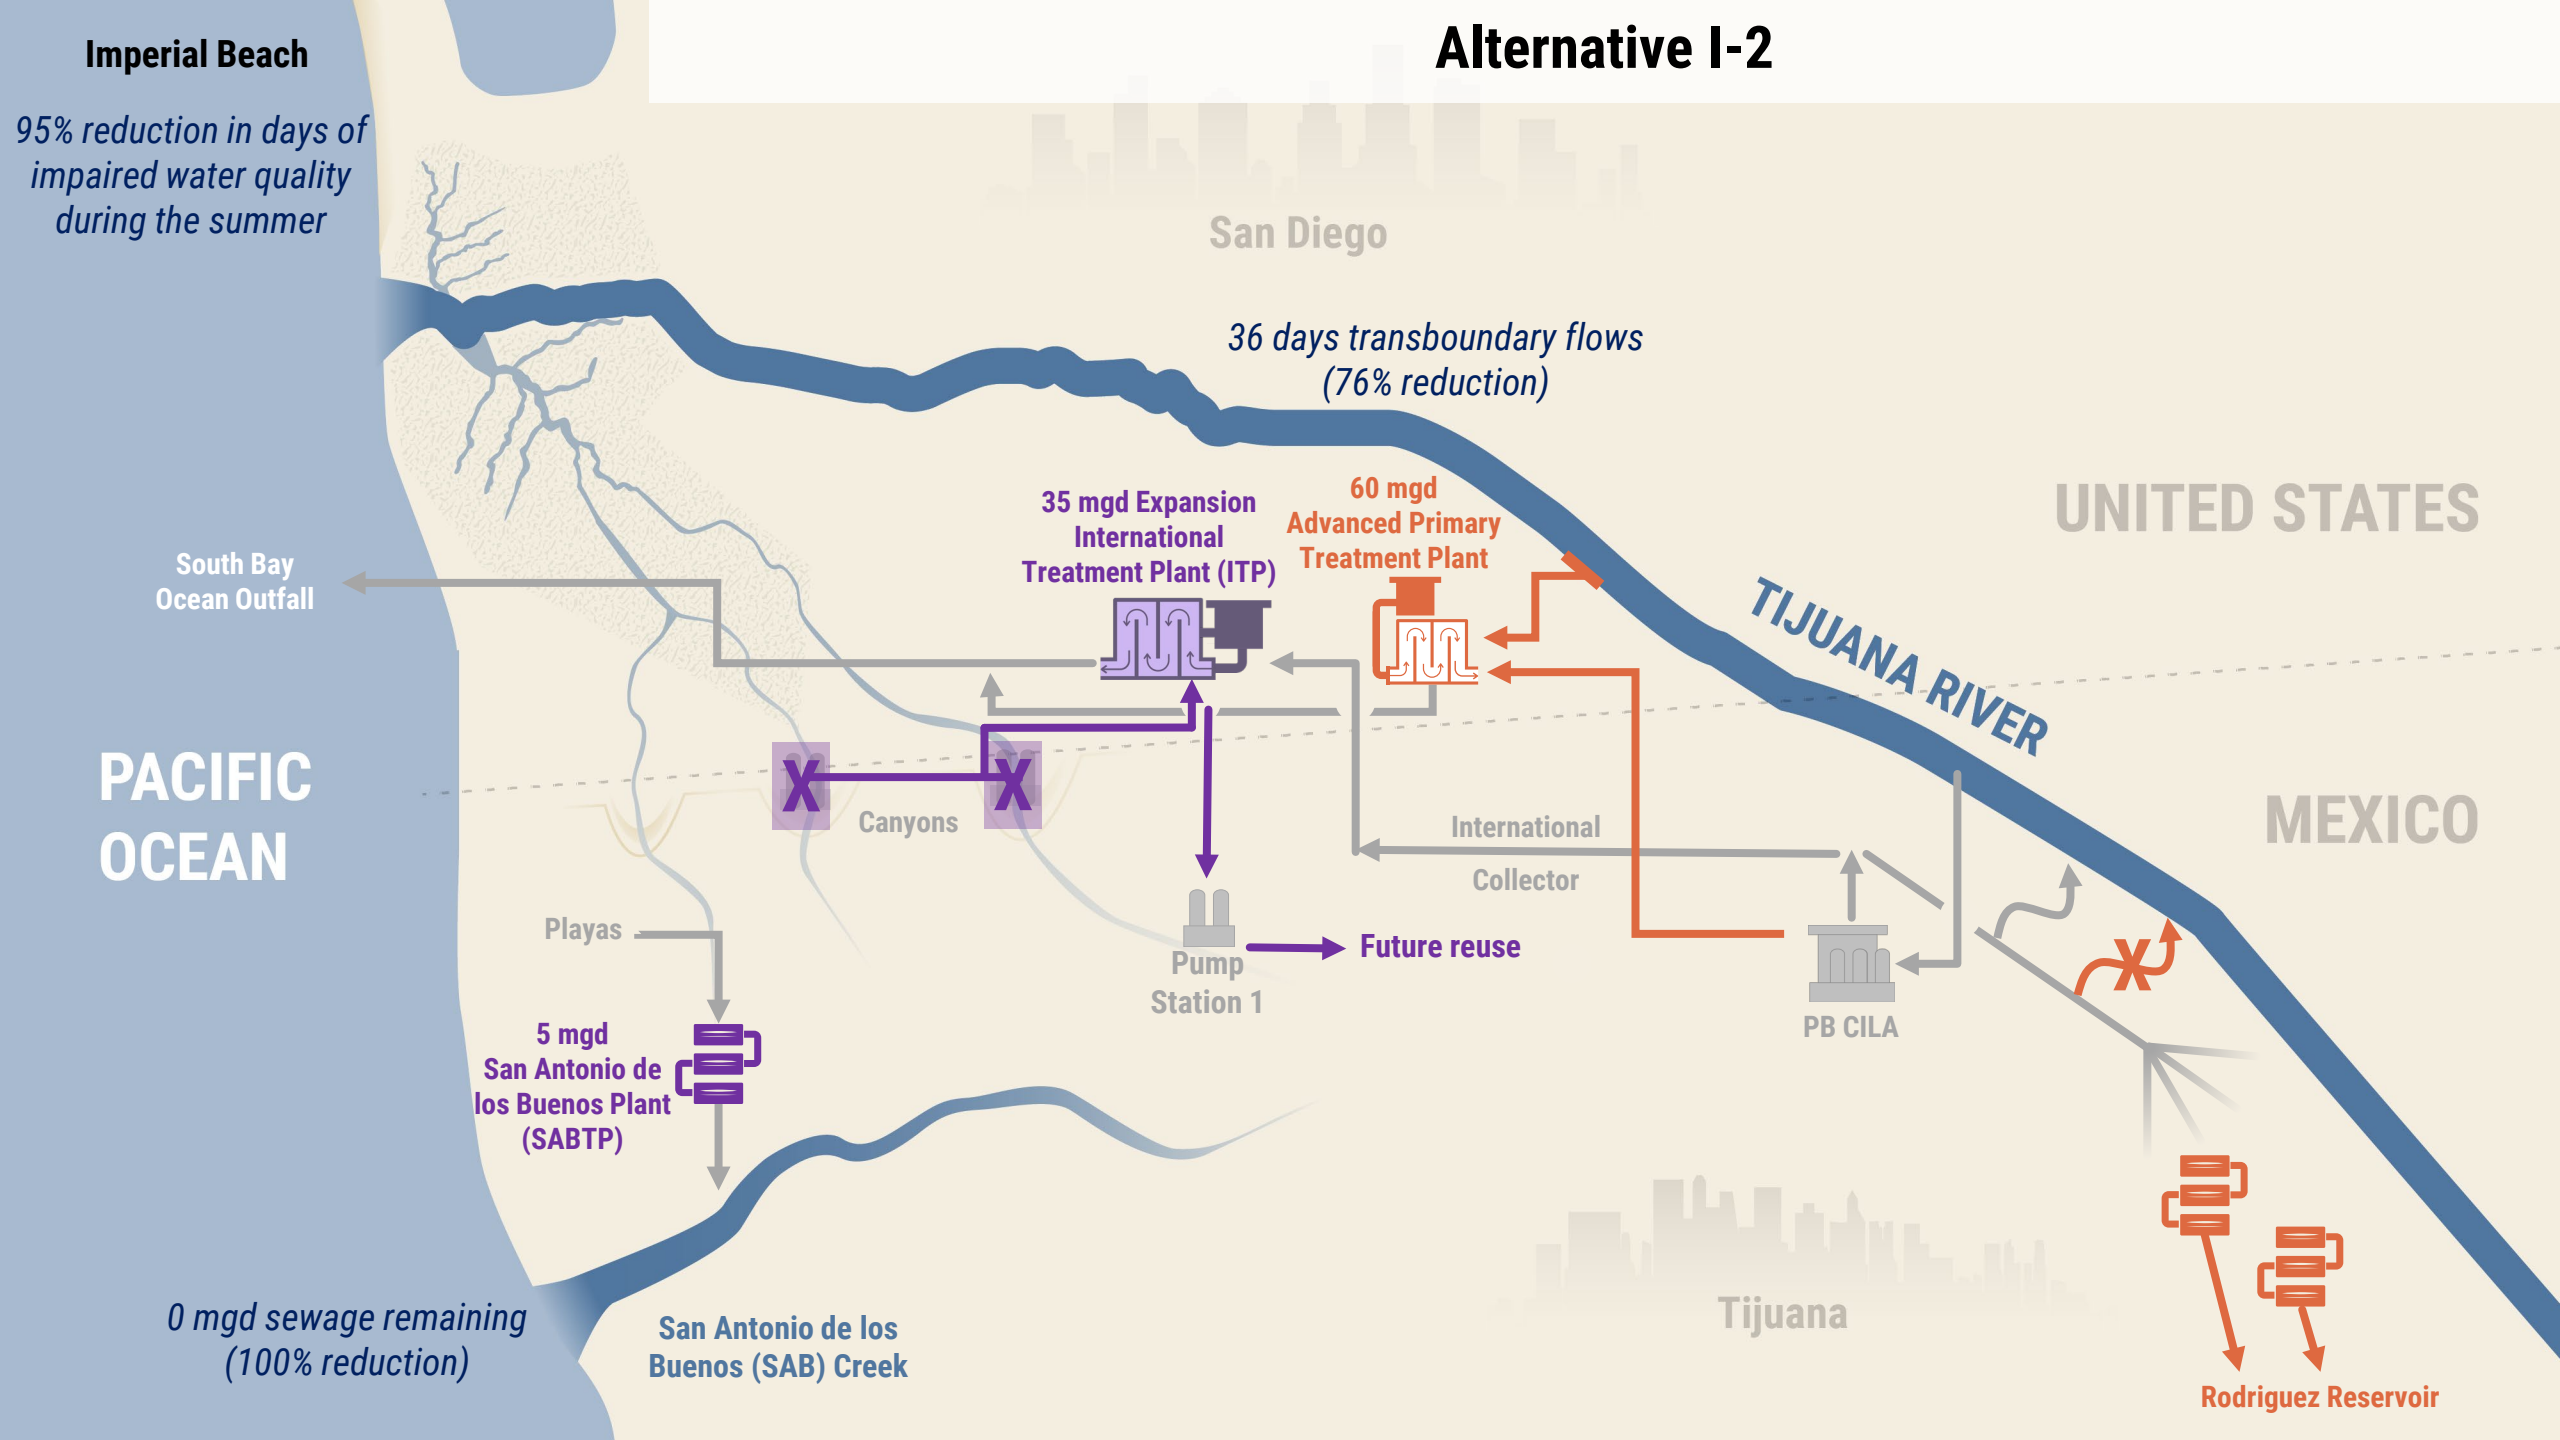 Alternative I-2
Imperial Beach
95% reduction in days of
impaired water quality
during the summer
San Diego
36 days transboundary flows
(76% reduction)
UNITED STATES
35 mgd Expansion
International
Treatment Plant (ITP)
60 mgd
Advanced Primary
Treatment Plant
South Bay
Ocean Outfall
TIJUANA RIVER
PACIFIC
OCEAN
X
X
Canyons
MEXICO
International
Collector
Playas
Pump
Station 1
Future reuse
X
PB CILA
5 mgd
San Antonio de
los Buenos Plant
(SABTP)
0 mgd sewage remaining
(100% reduction)
San Antonio de los
Buenos (SAB) Creek
Tijuana
Rodriguez Reservoir